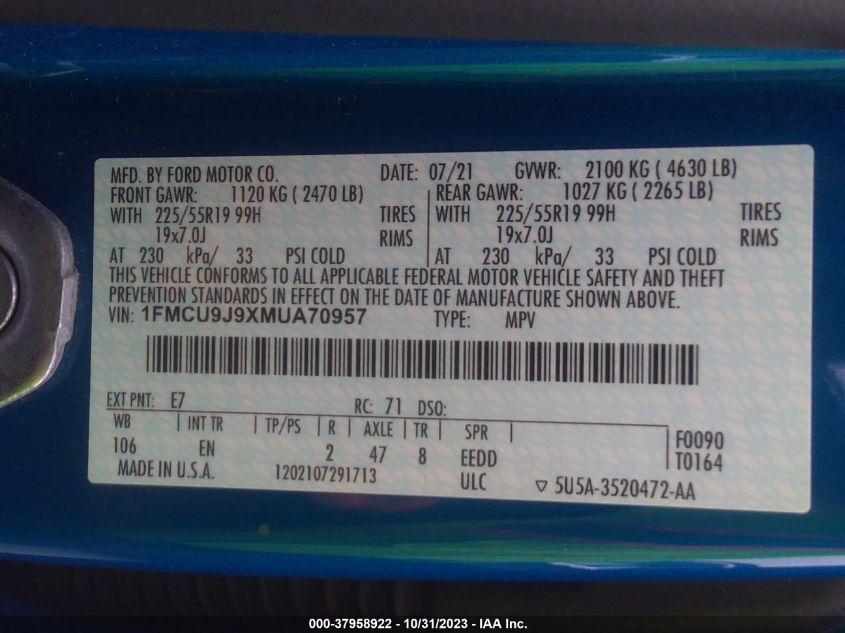 MFD. BY FORD MOTOR CO. DATE: 07/21 GVWR: 2100 KG ( 4630 LB)
FRONT GAWR: 1120 KG ( 2470 LB) REAR GAWR: 1027 KG ( 2265 LB)
WITH 225/55R19 99H TIRES WITH 225/55R19 99H TIRES
19x7.0J RIMS 19x7.0J RIMS
AT 230 kPa/ 33 PSI COLD AT 230 kPa/ 33 PSI COLD
THIS VEHICLE CONFORMS TO ALL APPLICABLE FEDERAL MOTOR VEHICLE SAFETY AND THEFT
PREVENTION STANDARDS IN EFFECT ON THE DATE OF MANUFACTURE SHOWN ABOVE.
VIN: 1FMCU9J9XMUA70957 TYPE: MPV
EXT PNT: E7 RC: 71 DSO:
WB INT TR TP/PS R AXLE TR SPR F0090
106 EN 2 47 8 EEDD T0164
MADE IN U.S.A. 1202107291713 ULC 5U5A-3520472-AA
000-37958922 - 10/31/2023 - IAA Inc.